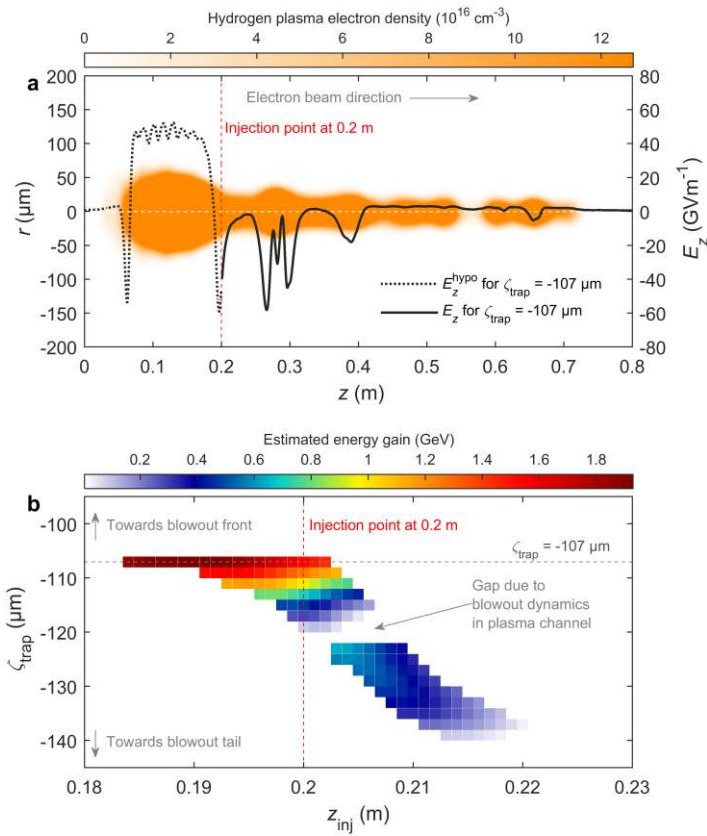 Hydrogen plasma electron density (10^16 cm^-3)
0 2 4 6 8 10 12
a
200 150 100 50 0 -50 -100 -150 -200
r (µm)
Electron beam direction
Injection point at 0.2 m
E_z^hypo for ζ_trap = -107 µm
E_z for ζ_trap = -107 µm
80 60 40 20 0 -20 -40 -60 -80
E_z (GVm^-1)
0 0.1 0.2 0.3 0.4 0.5 0.6 0.7 0.8
z (m)
Estimated energy gain (GeV)
0.2 0.4 0.6 0.8 1 1.2 1.4 1.6 1.8
b
-100 -110 -120 -130 -140
ζ_trap (µm)
Towards blowout front
Injection point at 0.2 m
ζ_trap = -107 µm
Gap due to
blowout dynamics
in plasma channel
Towards blowout tail
0.18 0.19 0.2 0.21 0.22 0.23
z_inj (m)